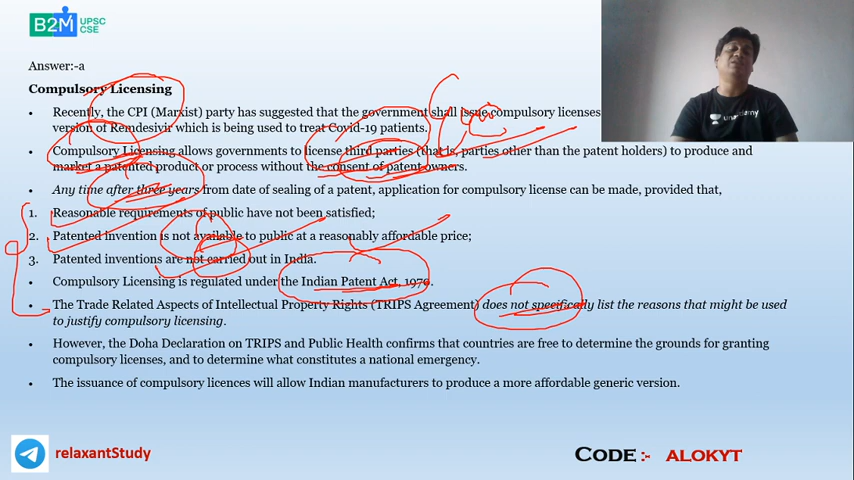 B2M UPSC
CSE
Answer:-a
Compulsory Licensing
• Recently, the CPI (Marxist) party has suggested that the government shall issue compulsory licenses
version of Remdesivir which is being used to treat Covid-19 patients.
• Compulsory Licensing allows governments to license third parties (that is, parties other than the patent holders) to produce and
market a patented product or process without the consent of patent owners.
• Any time after three years from date of sealing of a patent, application for compulsory license can be made, provided that,
1. Reasonable requirements of public have not been satisfied;
2. Patented invention is not available to public at a reasonably affordable price;
3. Patented inventions are not carried out in India.
• Compulsory Licensing is regulated under the Indian Patent Act, 1970.
• The Trade Related Aspects of Intellectual Property Rights (TRIPS Agreement) does not specifically list the reasons that might be used
to justify compulsory licensing.
• However, the Doha Declaration on TRIPS and Public Health confirms that countries are free to determine the grounds for granting
compulsory licenses, and to determine what constitutes a national emergency.
• The issuance of compulsory licences will allow Indian manufacturers to produce a more affordable generic version.
relaxantStudy
CODE :- ALOKYT